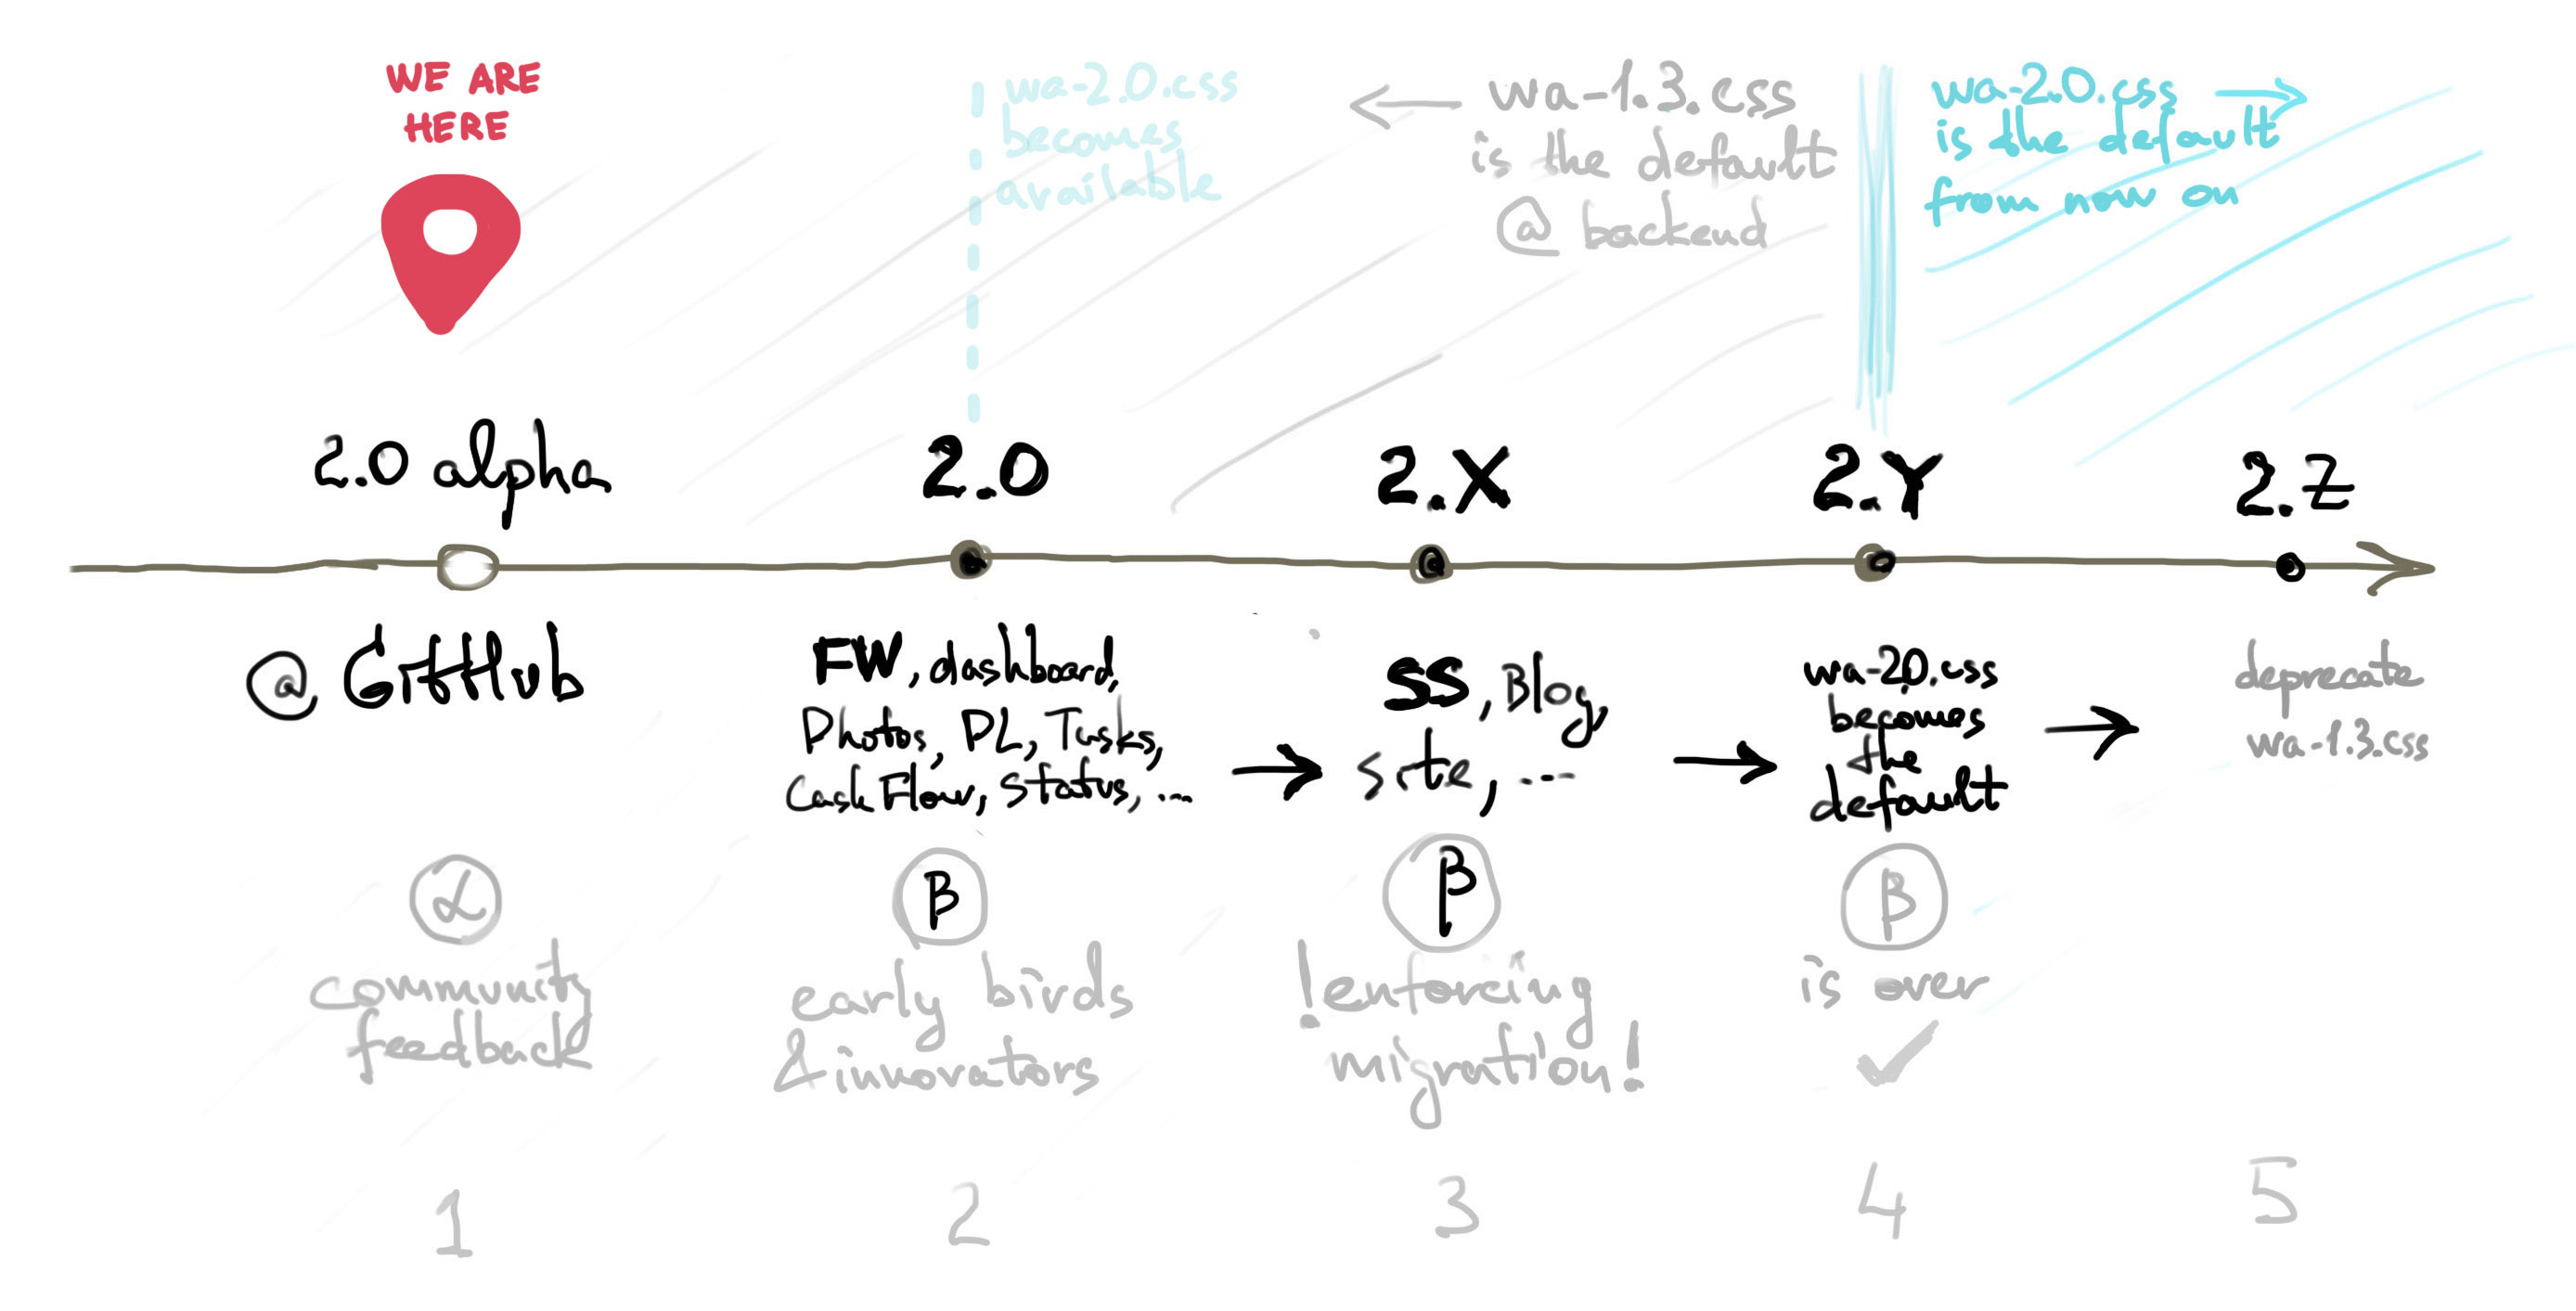 WE ARE
HERE
wa-2.0.css
becomes
available
wa-1.3.css
is the default
@ backend
wa-2.0.css
is the default
from now on
2.0 alpha
2.0
2.X
2.Y
2.Z
@ GitHub
FW, dashboard,
Photos, PL, Tasks,
Cash Flow, Status, ...
SS, Blog,
Site, ...
wa-2.0.css
becomes
the
default
deprecate
wa-1.3.css
α
community
feedback
β
early birds
& innovators
β
!enforcing
migration!
β
is over
1
2
3
4
5